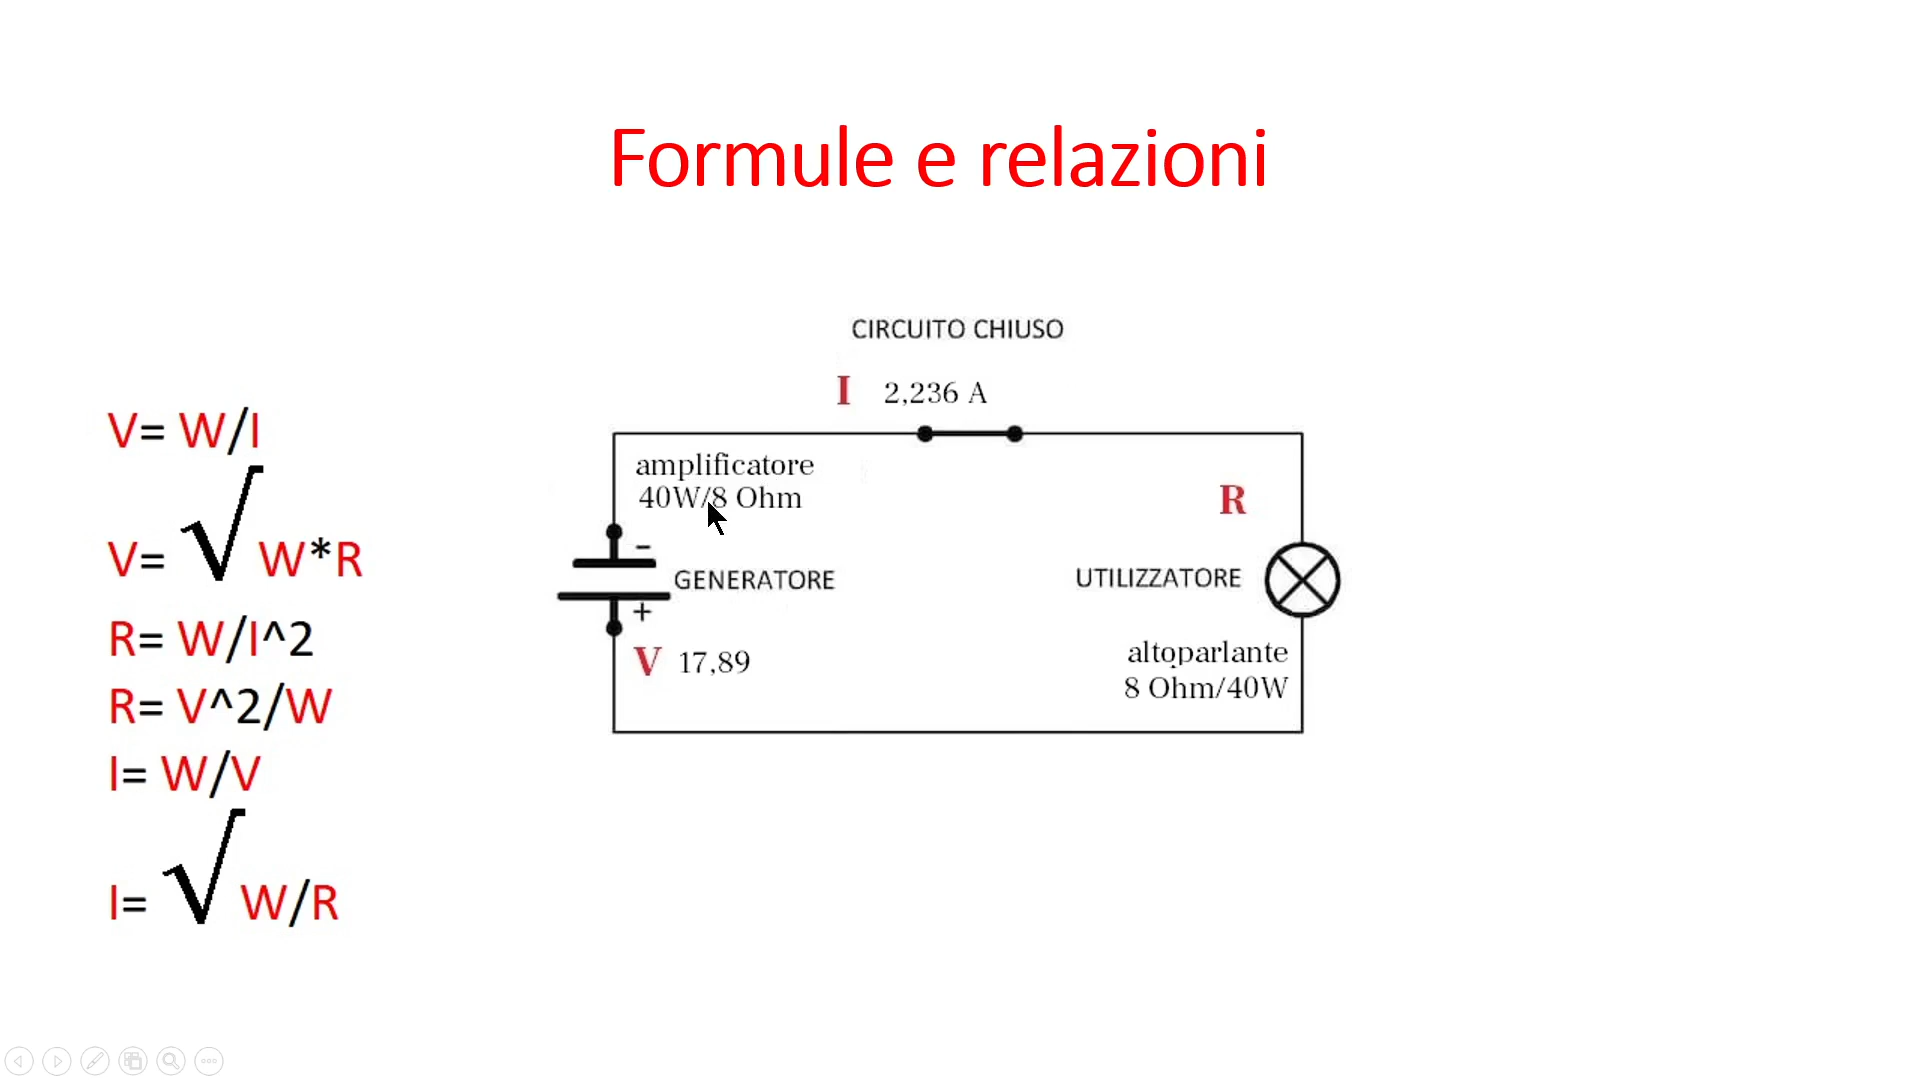 Formule e relazioni
V= W/I
V= √W*R
R= W/I^2
R= V^2/W
I= W/V
I= √W/R
CIRCUITO CHIUSO
I 2,236 A
amplificatore
40W/8 Ohm
-
GENERATORE
+
V 17,89
R
UTILIZZATORE
altoparlante
8 Ohm/40W